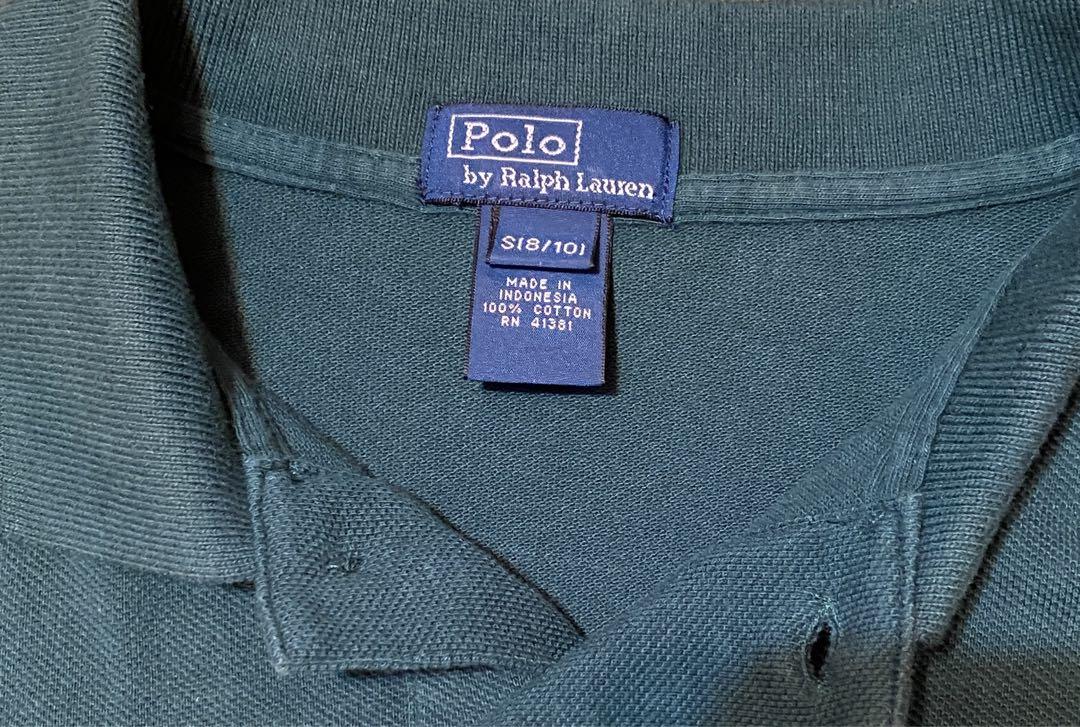 Polo
by Ralph Lauren
S(8/10)
MADE IN
INDONESIA
100% COTTON
RN 41381